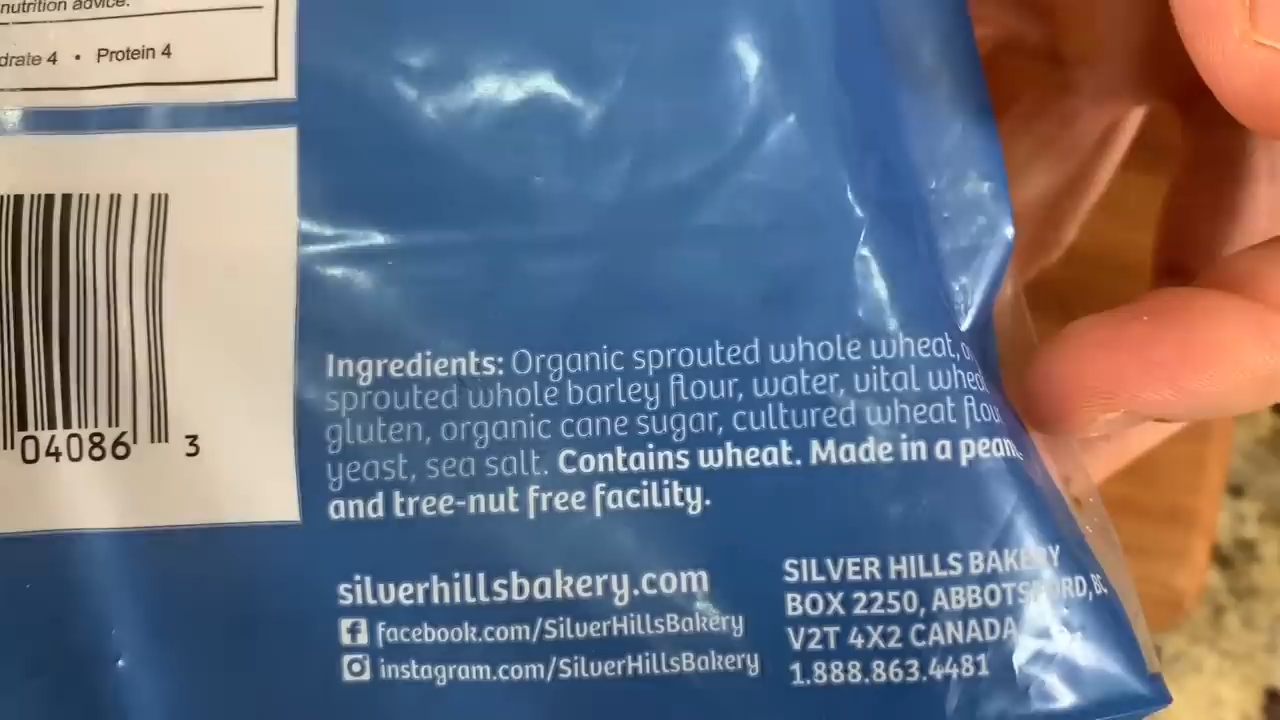 nutrition advice.
drate 4 • Protein 4
04086 3
Ingredients: Organic sprouted whole wheat,
sprouted whole barley flour, water, vital whea
gluten, organic cane sugar, cultured wheat flou
yeast, sea salt. Contains wheat. Made in a pean
and tree-nut free facility.
silverhillsbakery.com
facebook.com/SilverHillsBakery
instagram.com/SilverHillsBakery
SILVER HILLS BAKERY
BOX 2250, ABBOTSFORD, BC
V2T 4X2 CANADA
1.888.863.4481